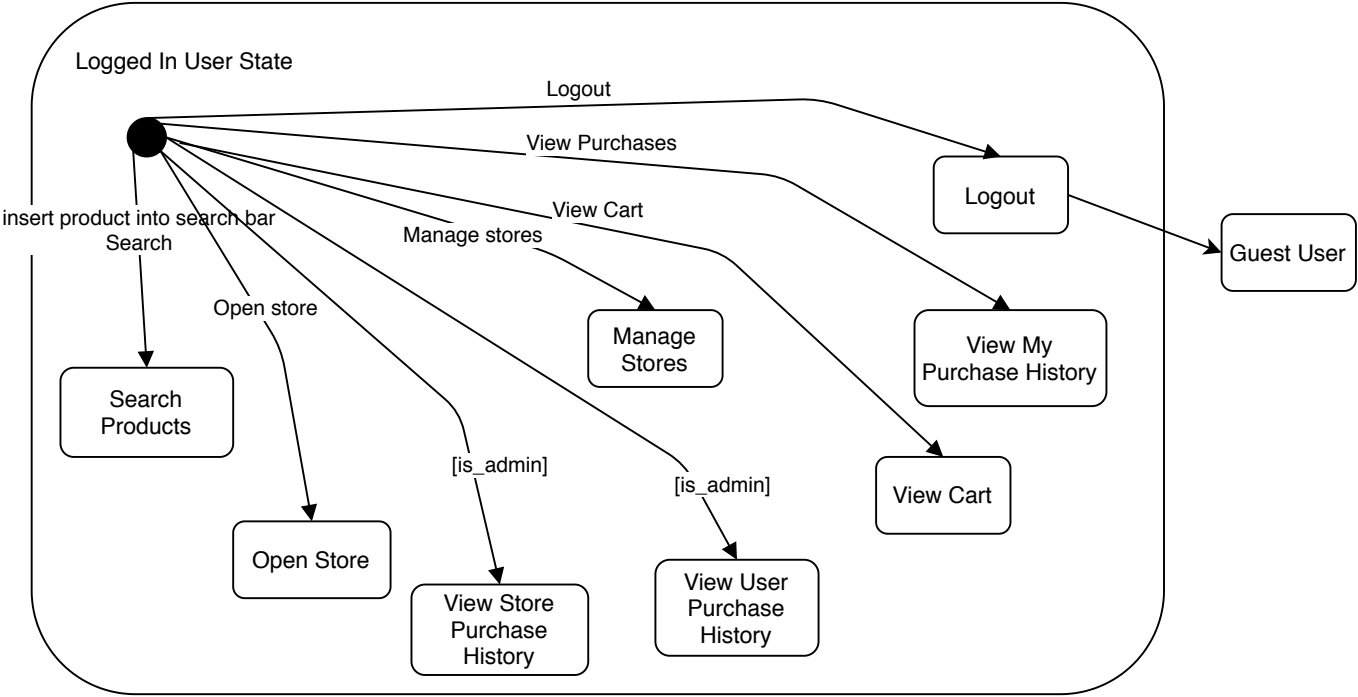 Logged In User State
Logout
View Purchases
Logout
View Cart
insert product into search bar
Search
Manage stores
Guest User
Open store
Manage
Stores
View My
Purchase History
Search
Products
[is_admin]
[is_admin]
View Cart
Open Store
View Store
Purchase
History
View User
Purchase
History